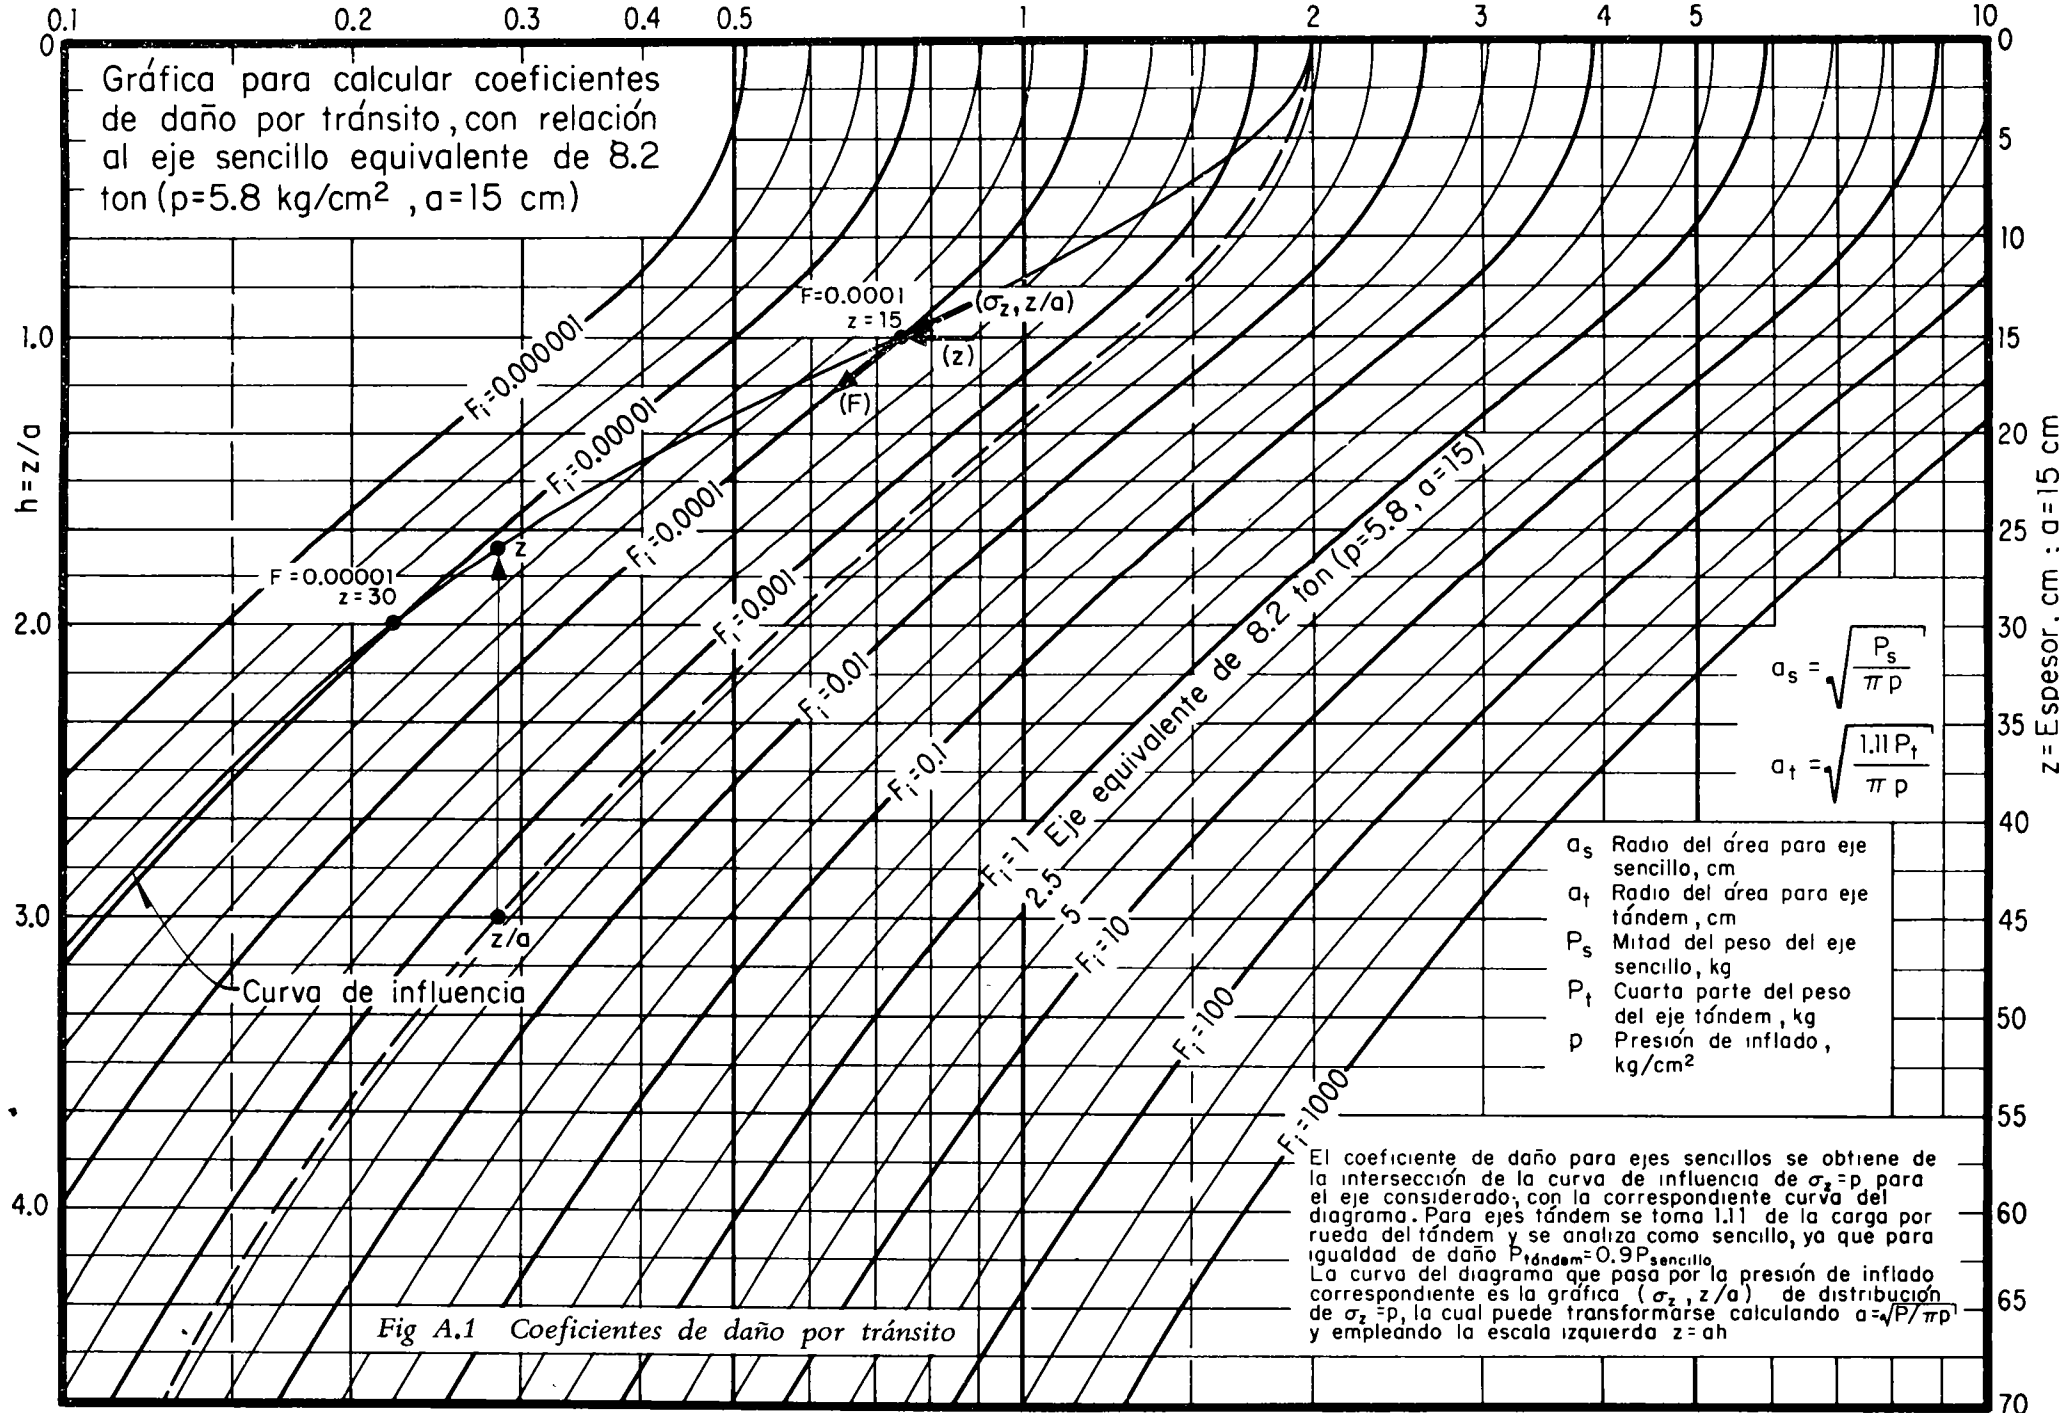 0.1 0.2 0.3 0.4 0.5 1 2 3 4 5 10
0
Gráfica para calcular coeficientes
de daño por tránsito, con relación
al eje sencillo equivalente de 8.2
ton (p=5.8 kg/cm², a=15 cm)
1.0
2.0
3.0
4.0
h=z/a
0
5
10
15
20
25
30
35
40
45
50
55
60
65
70
z=Espesor. cm : a=15 cm
F=0.0001
z=15
(σz, z/a)
(z)
(F)
Fi=0.000001
Fi=0.00001
Fi=0.0001
Fi=0.001
Fi=0.01
Fi=0.1
Fi=1 Eje equivalente de 8.2 ton (p=5.8, a=15)
2.5
5
Fi=10
Fi=100
Fi=1000
z
F=0.00001
z=30
z/a
Curva de influencia
as = √(Ps / π p)
at = √(1.11 Pt / π p)
as Radio del área para eje
sencillo, cm
at Radio del área para eje
tándem, cm
Ps Mitad del peso del eje
sencillo, kg
Pt Cuarta parte del peso
del eje tándem, kg
p Presión de inflado,
kg/cm²
El coeficiente de daño para ejes sencillos se obtiene de
la intersección de la curva de influencia de σz=p para
el eje considerado, con la correspondiente curva del
diagrama. Para ejes tándem se toma 1.11 de la carga por
rueda del tándem y se analiza como sencillo, ya que para
igualdad de daño Ptándem=0.9Psencillo
La curva del diagrama que pasa por la presión de inflado
correspondiente es la gráfica (σz, z/a) de distribución
de σz=p, la cual puede transformarse calculando a=√P/πp
y empleando la escala izquierda z=ah
Fig A.1 Coeficientes de daño por tránsito